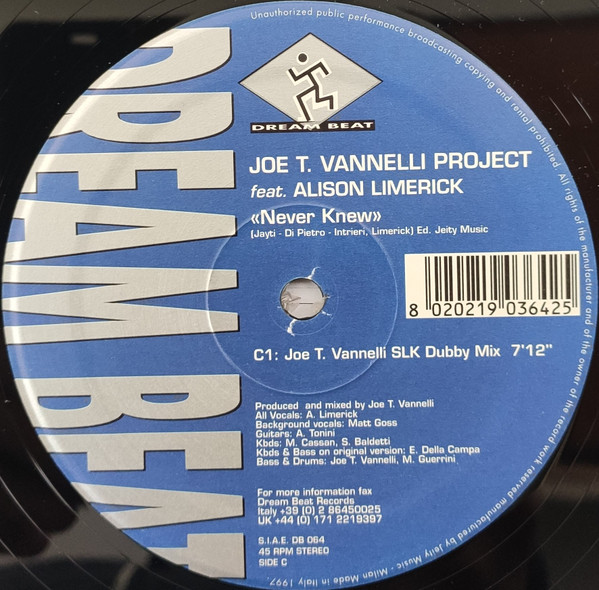 Unauthorized public performance broadcasting copying and rental prohibited. All rights of the manufacturer and of the owner of the record work reserved manufactured by Jeity Music - Milan Made in Italy 1997.
DREAM BEAT
DREAM BEAT
JOE T. VANNELLI PROJECT
feat. ALISON LIMERICK
«Never Knew»
(Jayti - Di Pietro - Intrieri, Limerick) Ed. Jeity Music
8 020219 036425
C1: Joe T. Vannelli SLK Dubby Mix 7'12"
Produced and mixed by Joe T. Vannelli
All Vocals: A. Limerick
Background vocals: Matt Goss
Guitars: A. Tonini
Kbds: M. Cassan, S. Baldetti
Kbds & Bass on original version: E. Della Campa
Bass & Drums: Joe T. Vannelli, M. Guerrini
For more information fax
Dream Beat Records
Italy +39 (0) 2 86450025
UK +44 (0) 171 2219397
S.I.A.E. DB 064
45 RPM STEREO
SIDE C